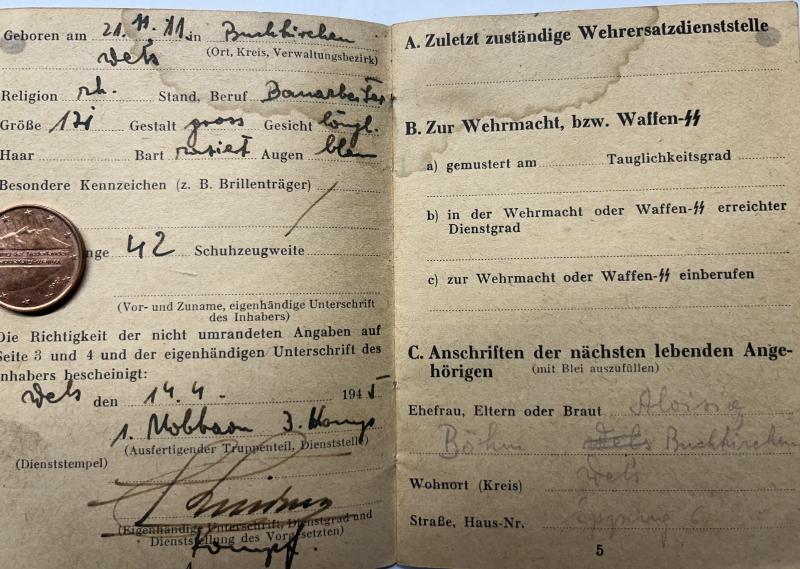 Geboren am 21.11.11. in Buchkirchen
(Ort, Kreis, Verwaltungsbezirk)
Wels
Religion rk. Stand, Beruf Bauarbeiter
Größe 171 Gestalt gross Gesicht längl.
Haar Bart rasiert Augen blau
Besondere Kennzeichen (z. B. Brillenträger)
nge 42 Schuhzeugweite
(Vor- und Zuname, eigenhändige Unterschrift
des Inhabers)
Die Richtigkeit der nicht umrandeten Angaben auf
Seite 3 und 4 und der eigenhändigen Unterschrift des
Inhabers bescheinigt:
Wels den 14.4. 1945
1. 3. Komp
(Ausfertigender Truppenteil, Dienststelle)
(Dienststempel)
(Eigenhändige Unterschrift, Dienstgrad und
Dienststellung des Vorgesetzten)
A. Zuletzt zuständige Wehrersatzdienststelle
B. Zur Wehrmacht, bzw. Waffen-SS
a) gemustert am Tauglichkeitsgrad
b) in der Wehrmacht oder Waffen-SS erreichter
Dienstgrad
c) zur Wehrmacht oder Waffen-SS einberufen
C. Anschriften der nächsten lebenden Ange-
hörigen (mit Blei auszufüllen)
Ehefrau, Eltern oder Braut Aloisia
Böhm Wels Buchkirchen
Wohnort (Kreis) Wels
Straße, Haus-Nr.
5